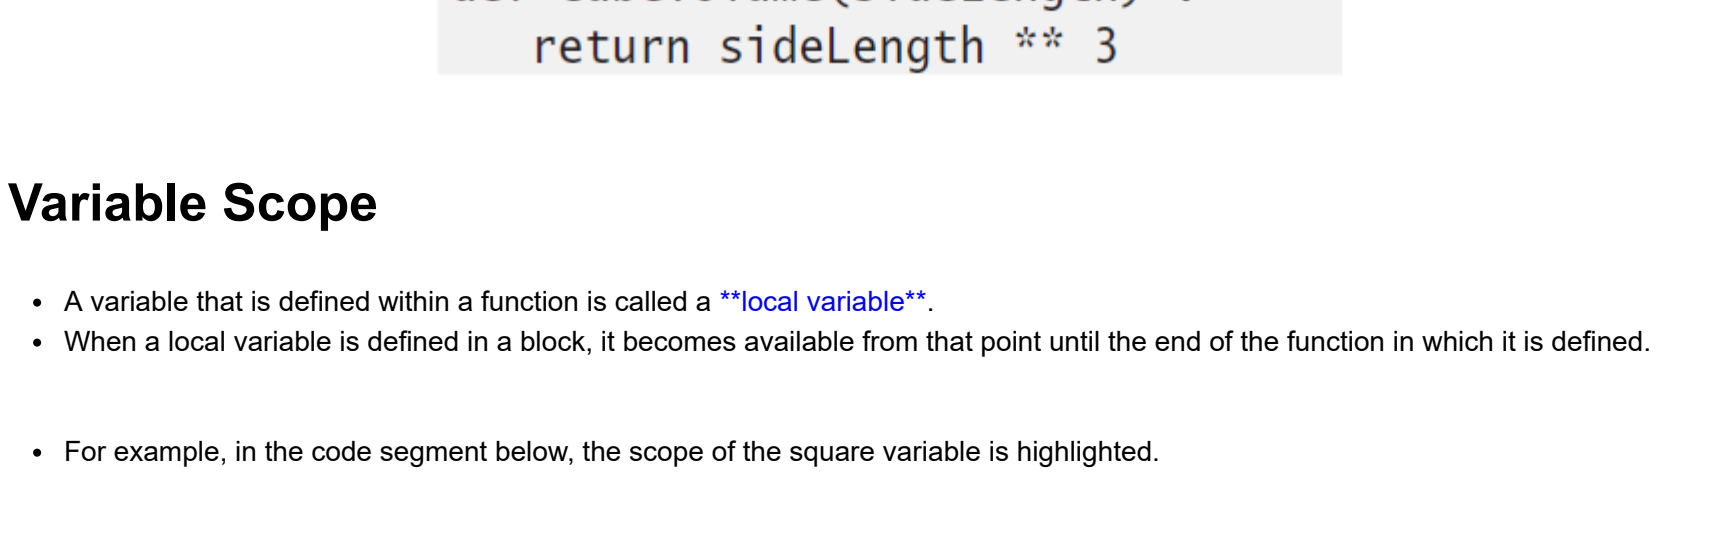 return sideLength ** 3
Variable Scope
• A variable that is defined within a function is called a **local variable**.
• When a local variable is defined in a block, it becomes available from that point until the end of the function in which it is defined.
• For example, in the code segment below, the scope of the square variable is highlighted.